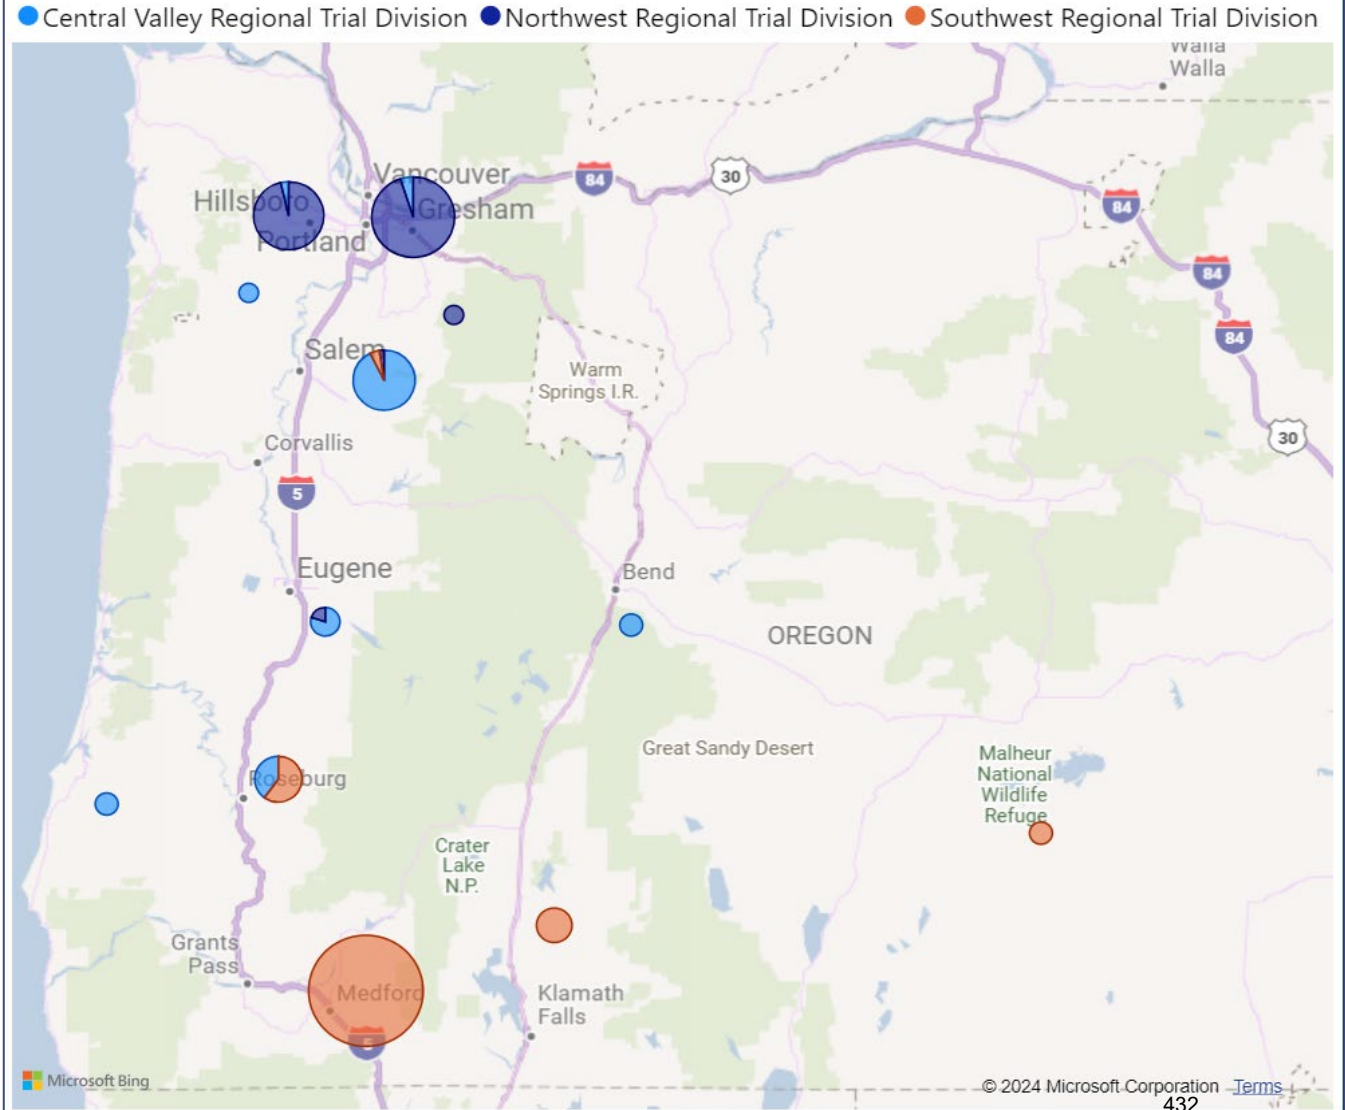 Central Valley Regional Trial Division Northwest Regional Trial Division Southwest Regional Trial Division
Walla
Walla
Vancouver
84
30
Hillsboro
Gresham
84
Portland
84
84
Salem
Warm
Springs I.R.
30
Corvallis
5
Eugene
Bend
OREGON
Great Sandy Desert
Malheur
National
Wildlife
Refuge
Roseburg
Crater
Lake
N.P.
Grants
Pass
Medford
Klamath
Falls
5
Microsoft Bing
© 2024 Microsoft Corporation Terms
432